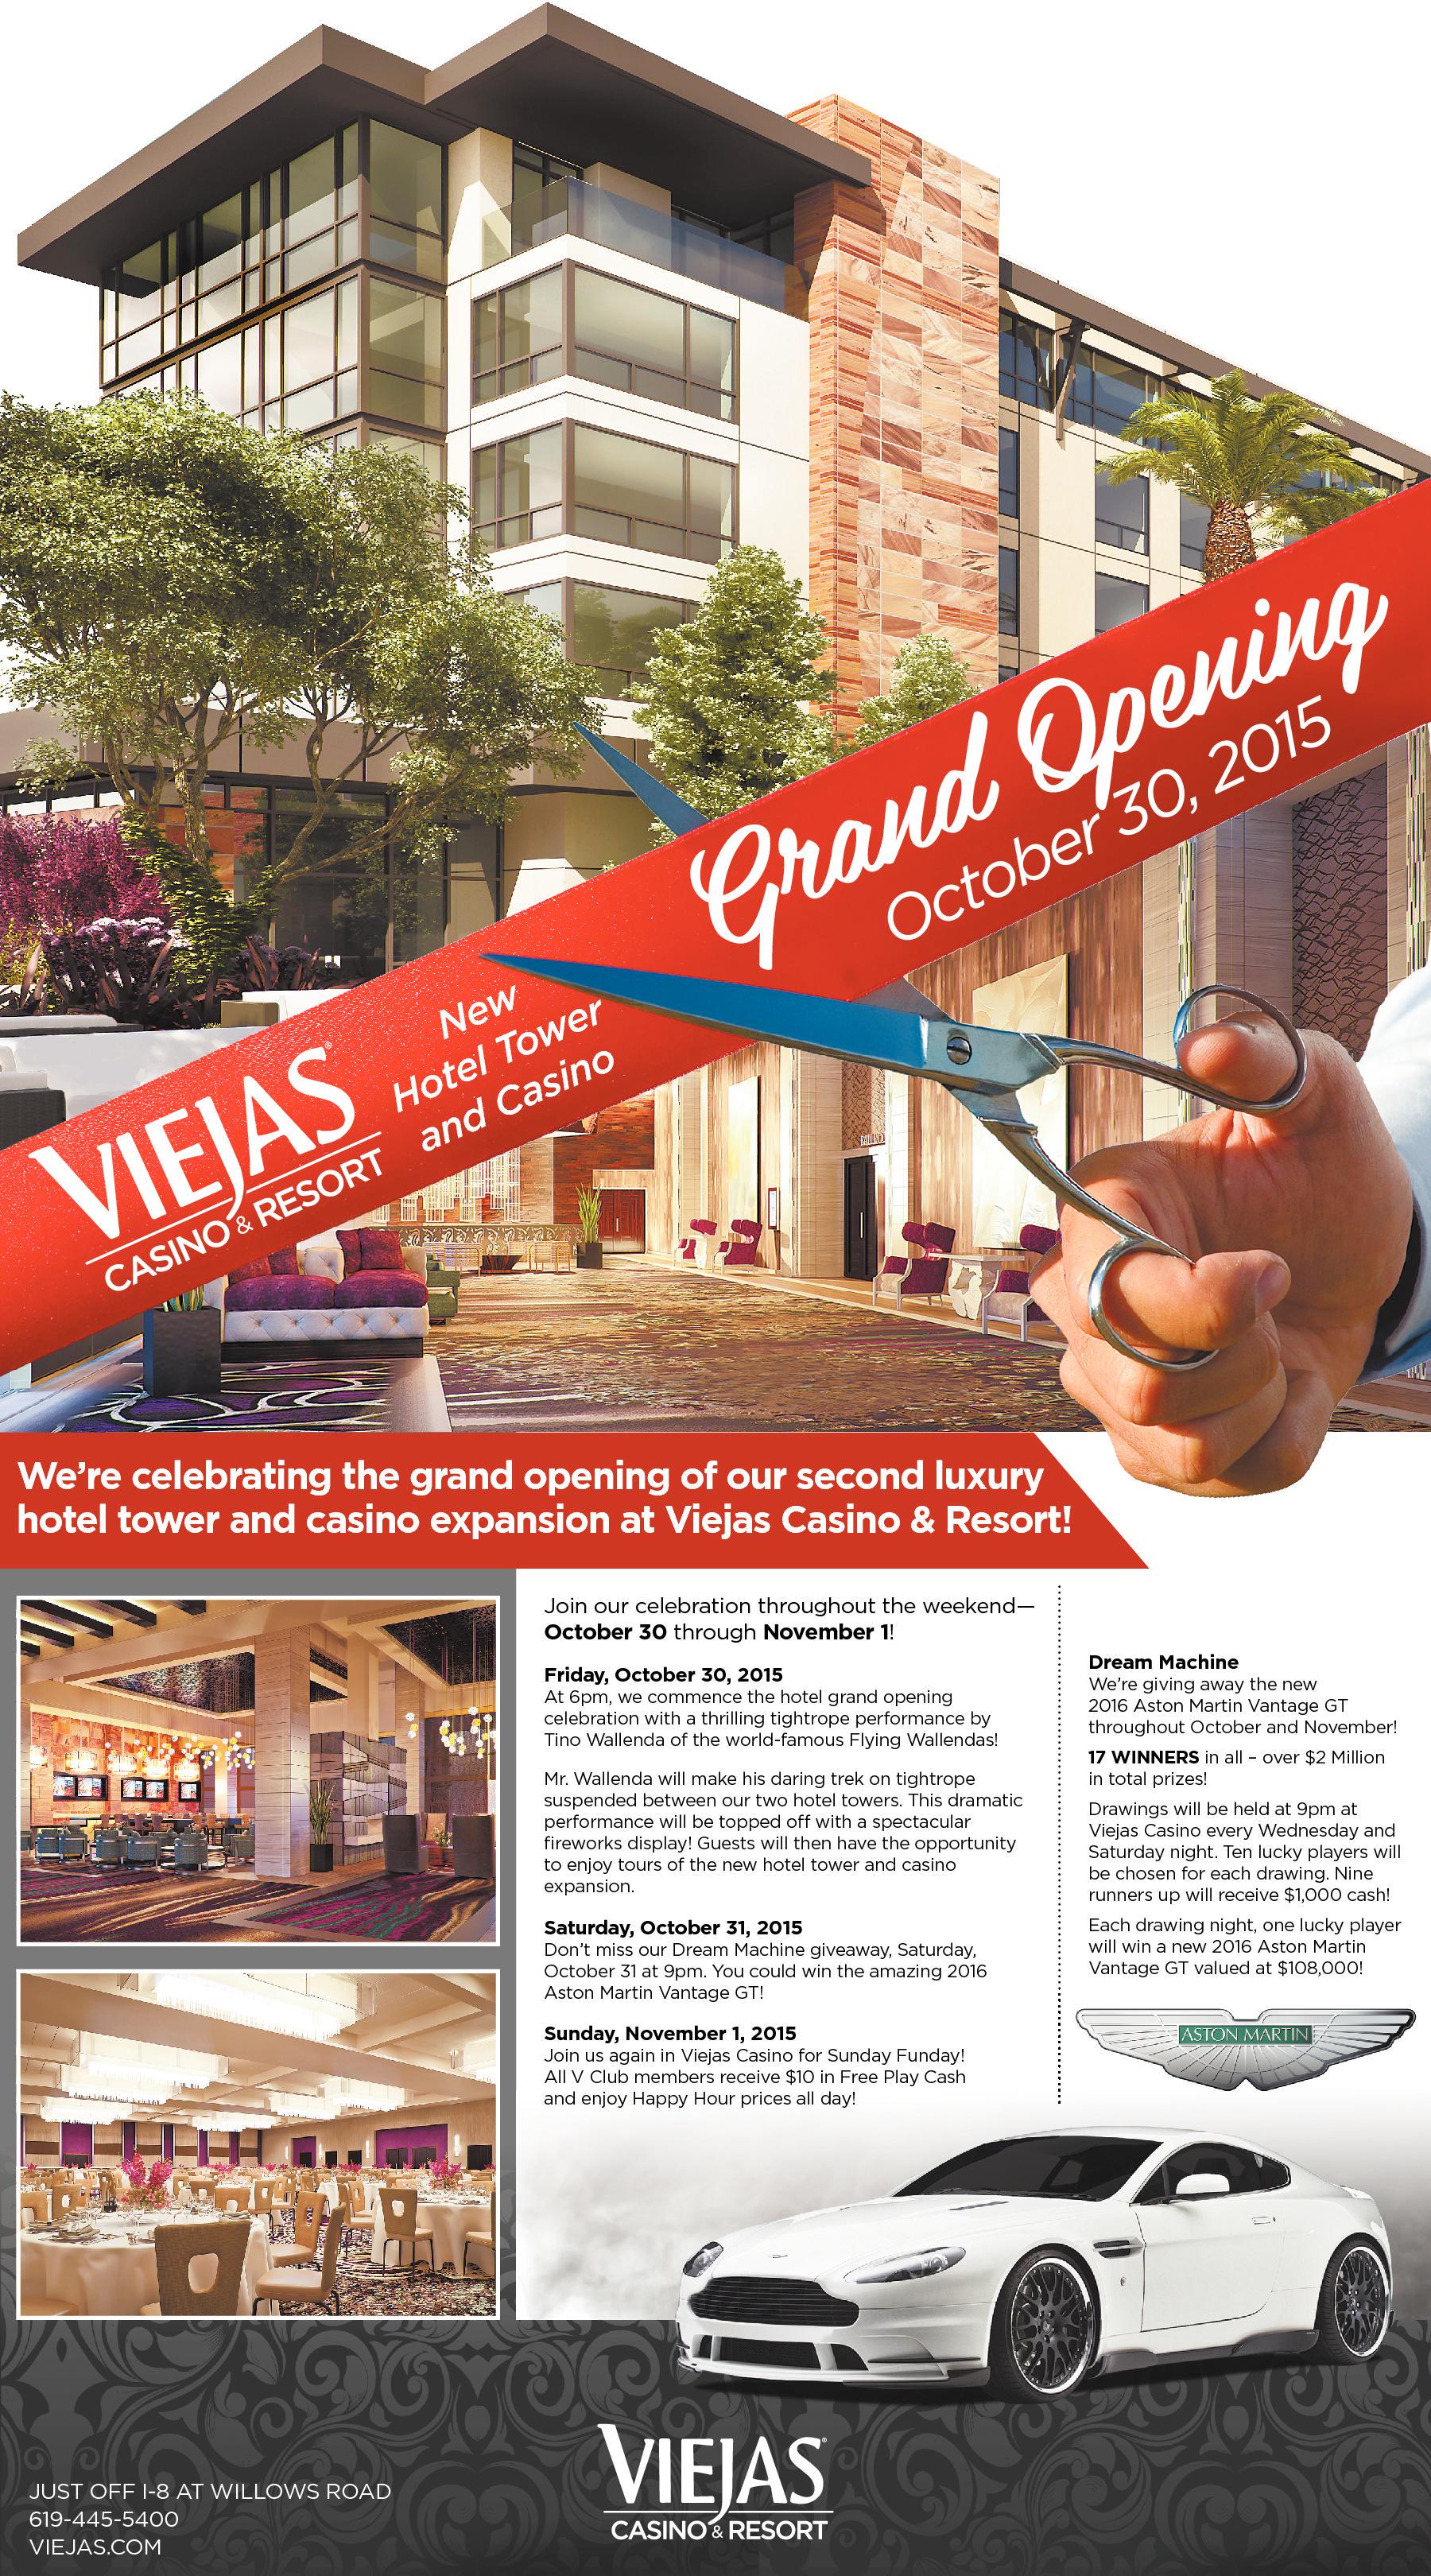 Grand Opening
October 30, 2015
New
Hotel Tower
and Casino
VIEJAS®
CASINO & RESORT
We're celebrating the grand opening of our second luxury
hotel tower and casino expansion at Viejas Casino & Resort!
Join our celebration throughout the weekend—
October 30 through November 1!
Friday, October 30, 2015
At 6pm, we commence the hotel grand opening
celebration with a thrilling tightrope performance by
Tino Wallenda of the world-famous Flying Wallendas!
Mr. Wallenda will make his daring trek on tightrope
suspended between our two hotel towers. This dramatic
performance will be topped off with a spectacular
fireworks display! Guests will then have the opportunity
to enjoy tours of the new hotel tower and casino
expansion.
Saturday, October 31, 2015
Don't miss our Dream Machine giveaway, Saturday,
October 31 at 9pm. You could win the amazing 2016
Aston Martin Vantage GT!
Sunday, November 1, 2015
Join us again in Viejas Casino for Sunday Funday!
All V Club members receive $10 in Free Play Cash
and enjoy Happy Hour prices all day!
Dream Machine
We're giving away the new
2016 Aston Martin Vantage GT
throughout October and November!
17 WINNERS in all – over $2 Million
in total prizes!
Drawings will be held at 9pm at
Viejas Casino every Wednesday and
Saturday night. Ten lucky players will
be chosen for each drawing. Nine
runners up will receive $1,000 cash!
Each drawing night, one lucky player
will win a new 2016 Aston Martin
Vantage GT valued at $108,000!
ASTON MARTIN
JUST OFF I-8 AT WILLOWS ROAD
619-445-5400
VIEJAS.COM
VIEJAS®
CASINO & RESORT